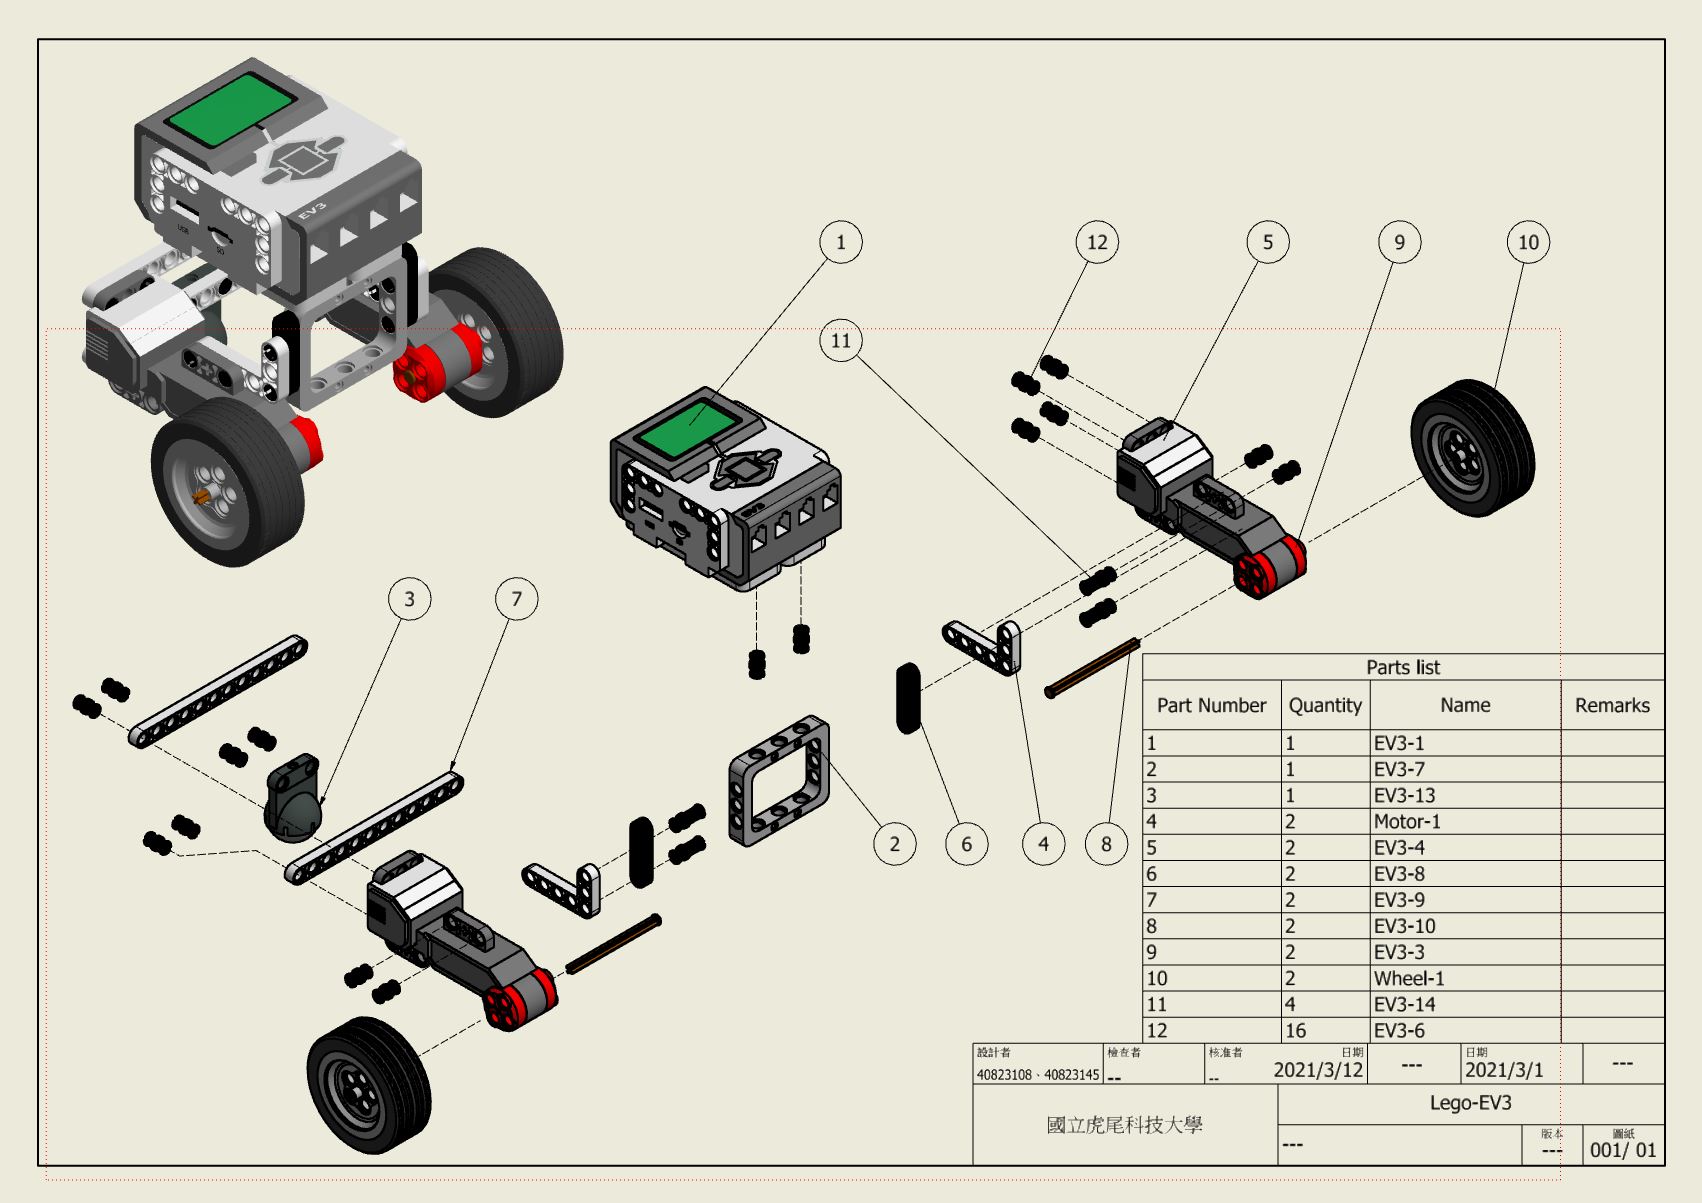 EV3
USB
SD
1
12
5
9
10
11
3
7
EV3
2
6
4
8
Parts list
Part Number Quantity Name Remarks
1 1 EV3-1
2 1 EV3-7
3 1 EV3-13
4 2 Motor-1
5 2 EV3-4
6 2 EV3-8
7 2 EV3-9
8 2 EV3-10
9 2 EV3-3
10 2 Wheel-1
11 4 EV3-14
12 16 EV3-6
設計者 檢查者 核准者 日期 日期
40823108、40823145 -- -- 2021/3/12 --- 2021/3/1 ---
國立虎尾科技大學
Lego-EV3
---
版本 圖紙
--- 001/ 01